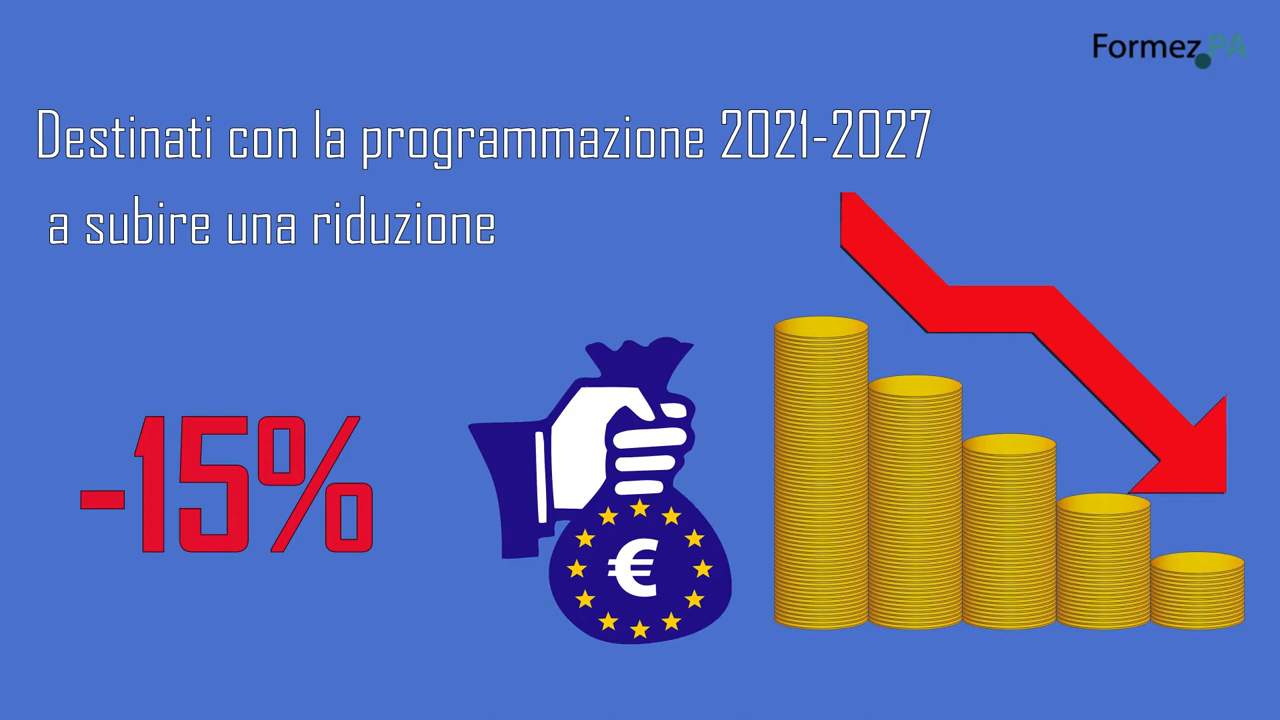 Formez PA
Destinati con la programmazione 2021-2027
a subire una riduzione
-15%
€